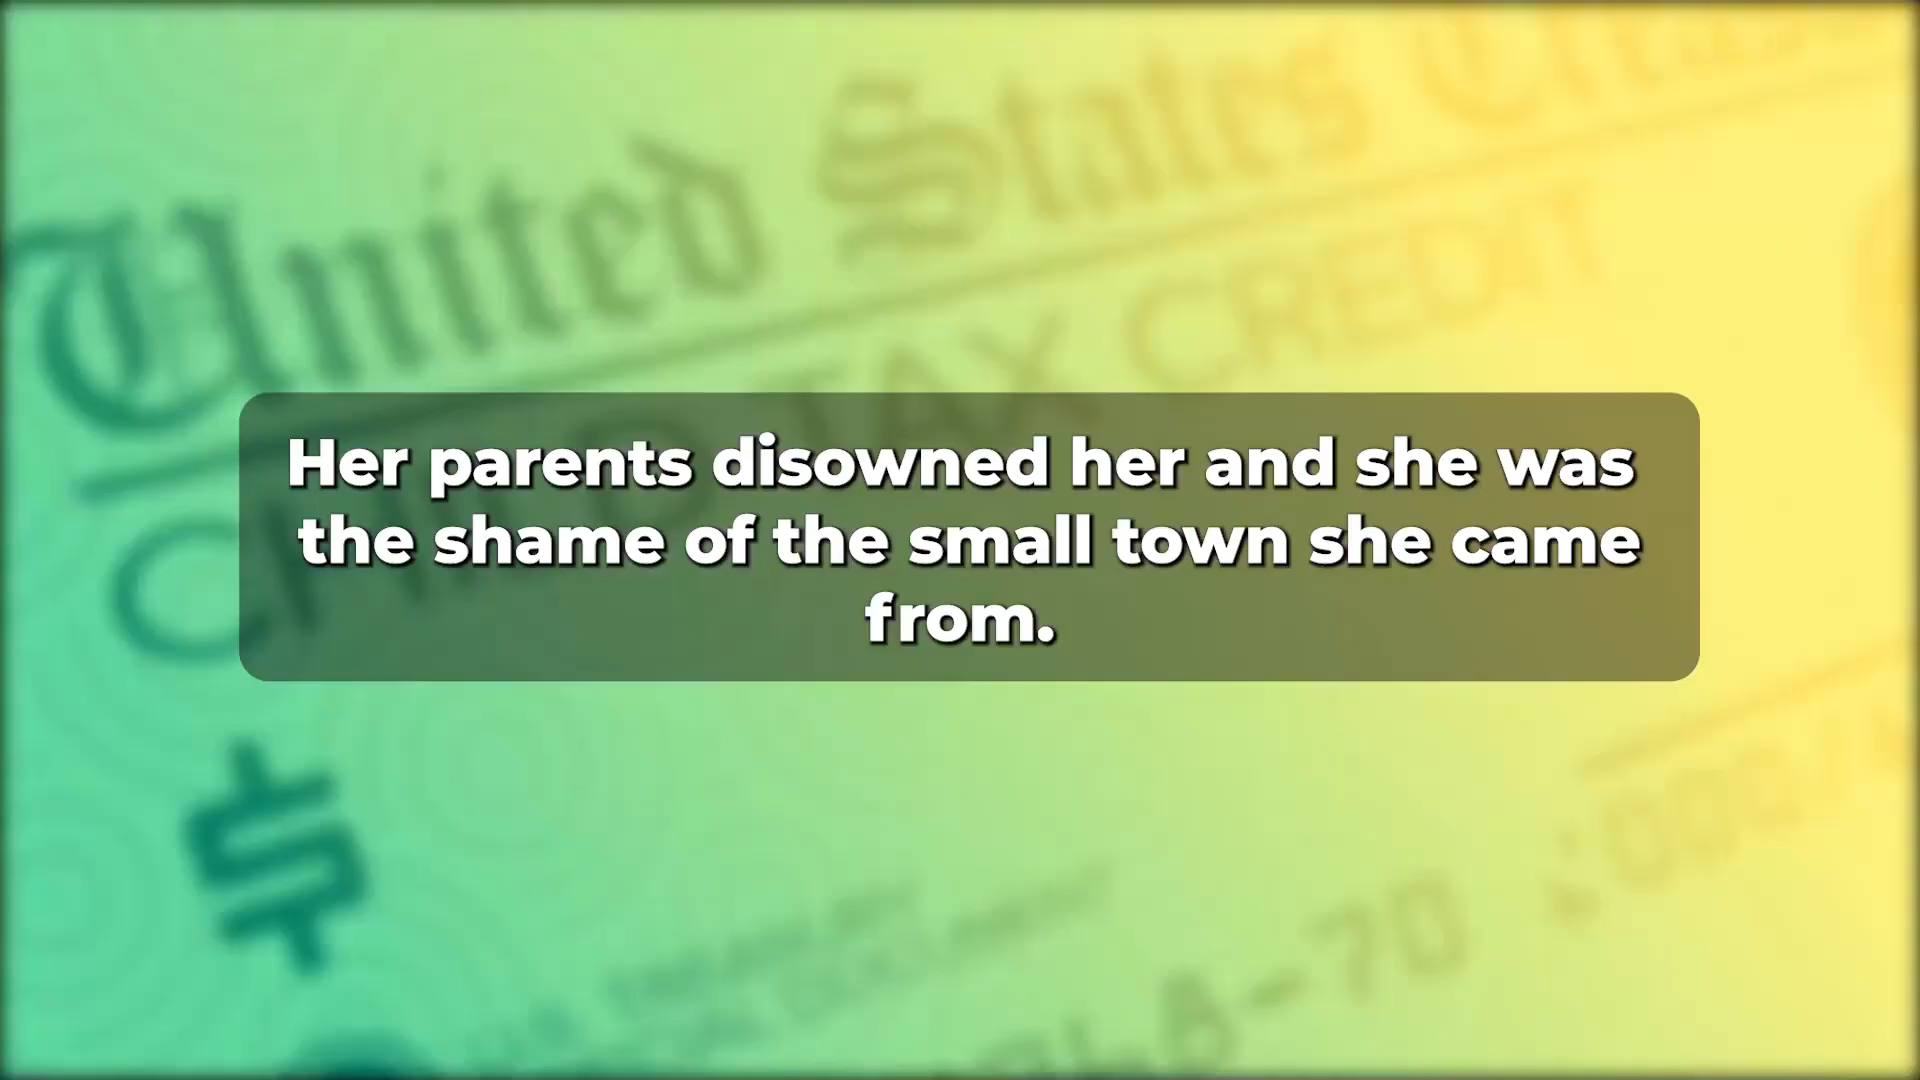 United States
CHILD TAX CREDIT
Her parents disowned her and she was
the shame of the small town she came
from.
$